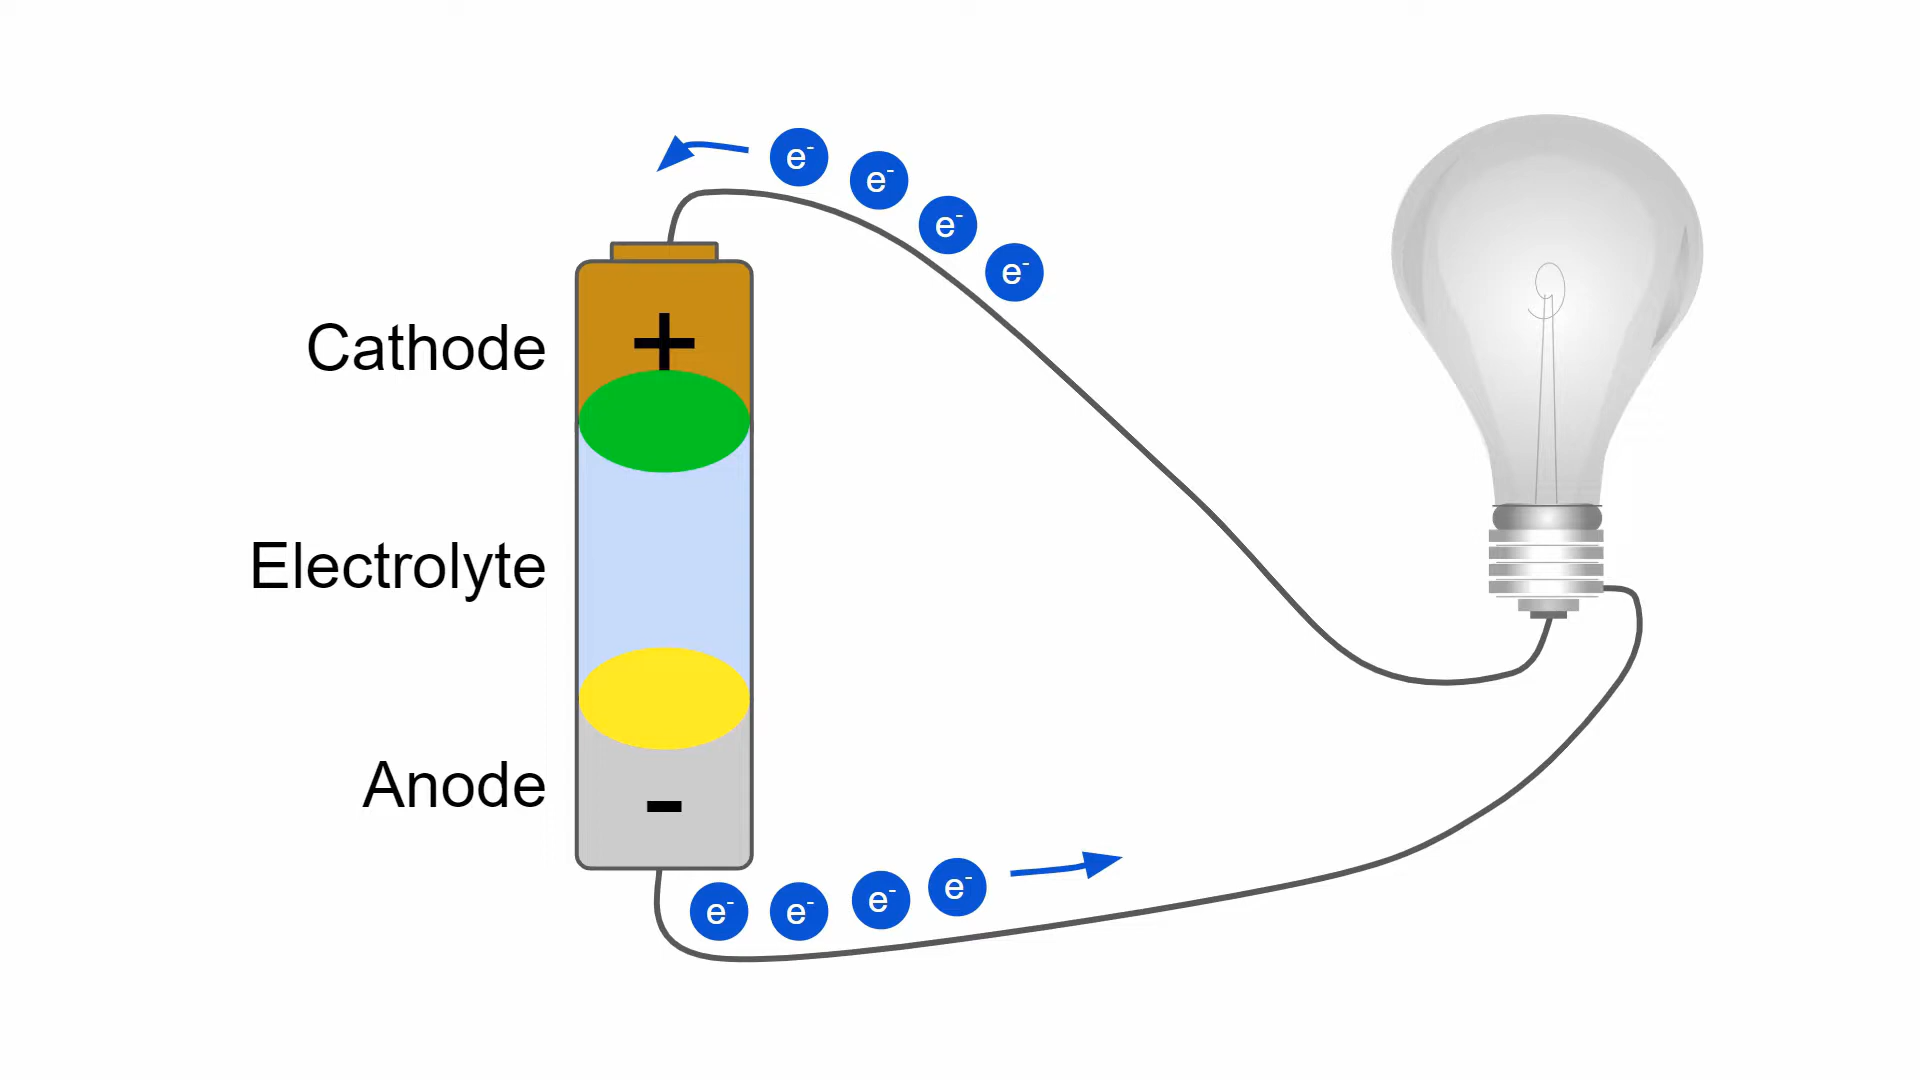 e-
e-
e-
e-
+
Cathode
Electrolyte
Anode
-
e-
e-
e-
e-